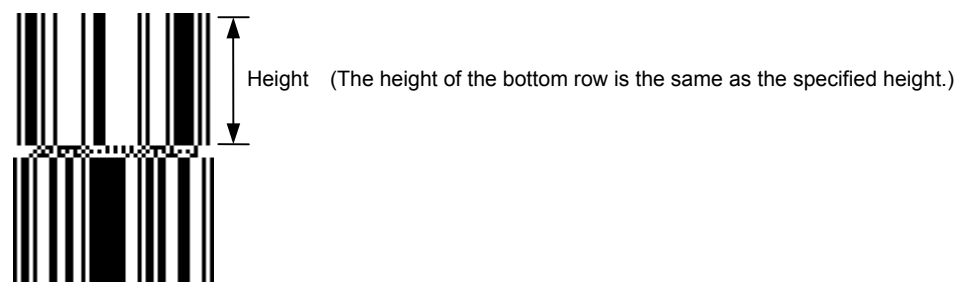 Height (The height of the bottom row is the same as the specified height.)